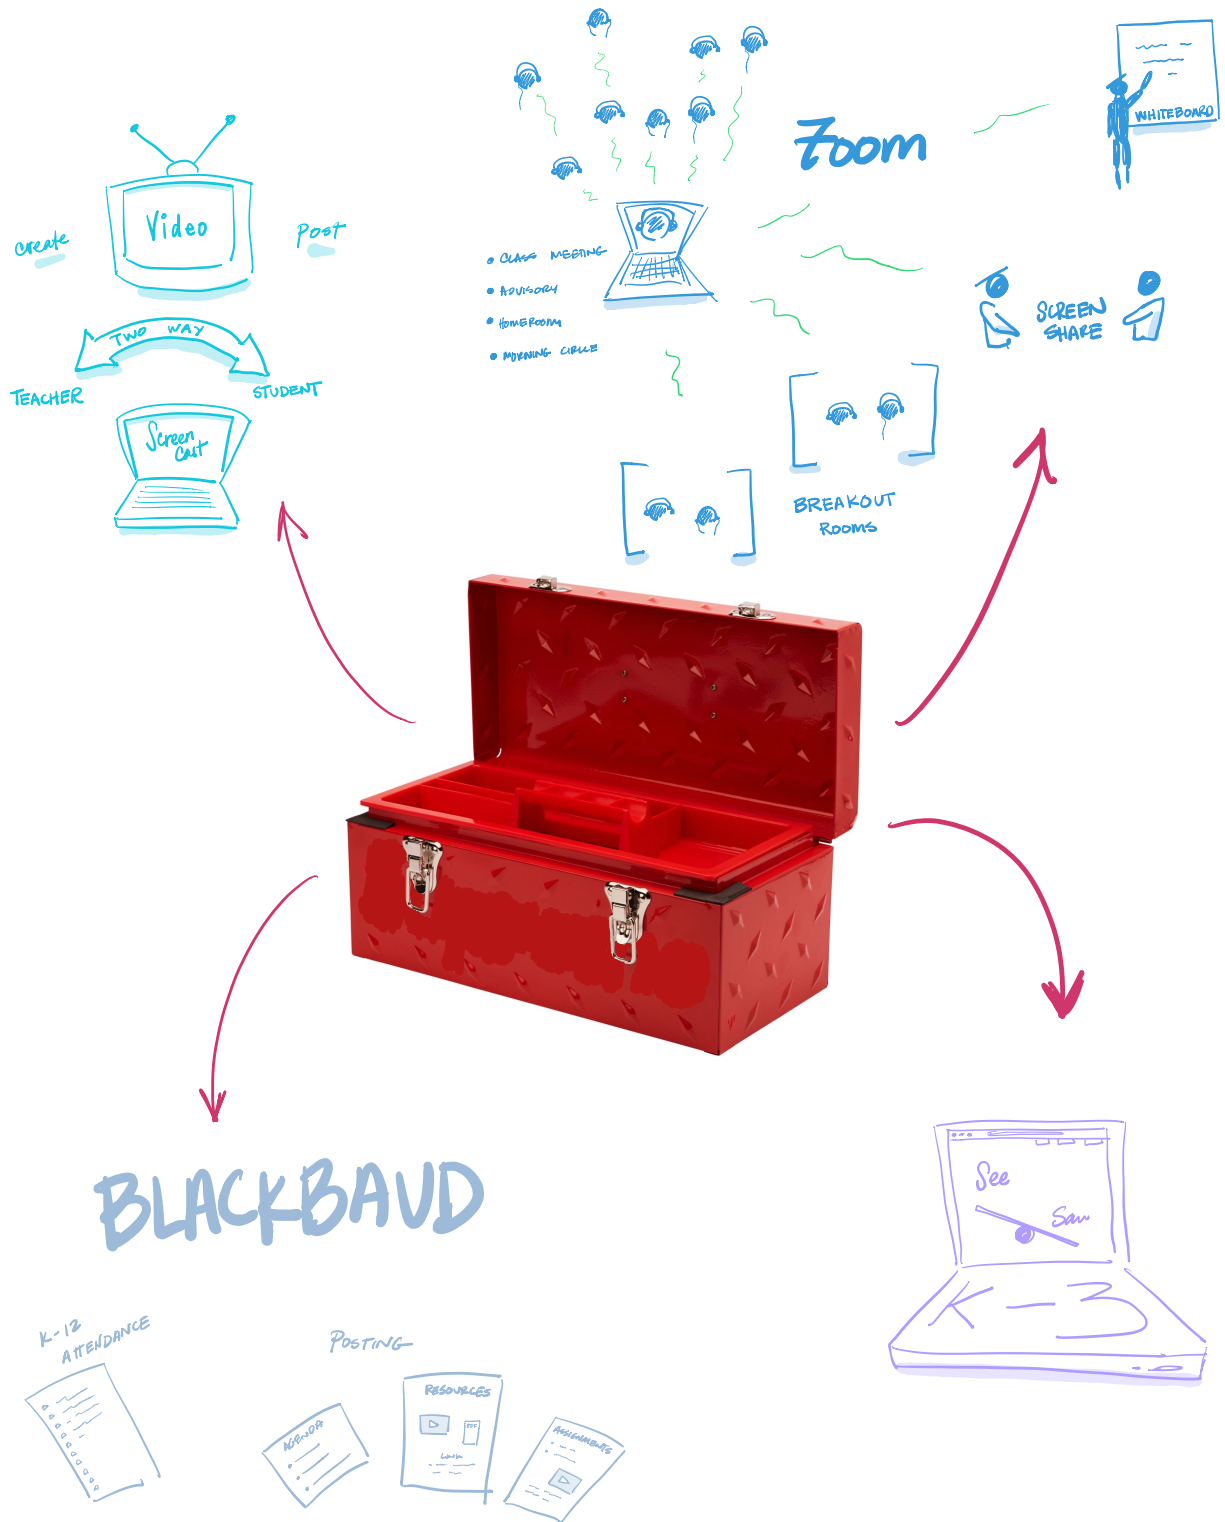 Video
create
Post
TWO WAY
TEACHER
STUDENT
Screen
Cast
Zoom
WHITEBOARD
• CLASS MEETING
• ADVISORY
• HOMEROOM
• MORNING CIRCLE
SCREEN
SHARE
BREAKOUT
ROOMS
BLACKBAUD
K-12
ATTENDANCE
POSTING
AGENDA
RESOURCES
PPF
ASSIGNMENTS
See
Saw
K-3